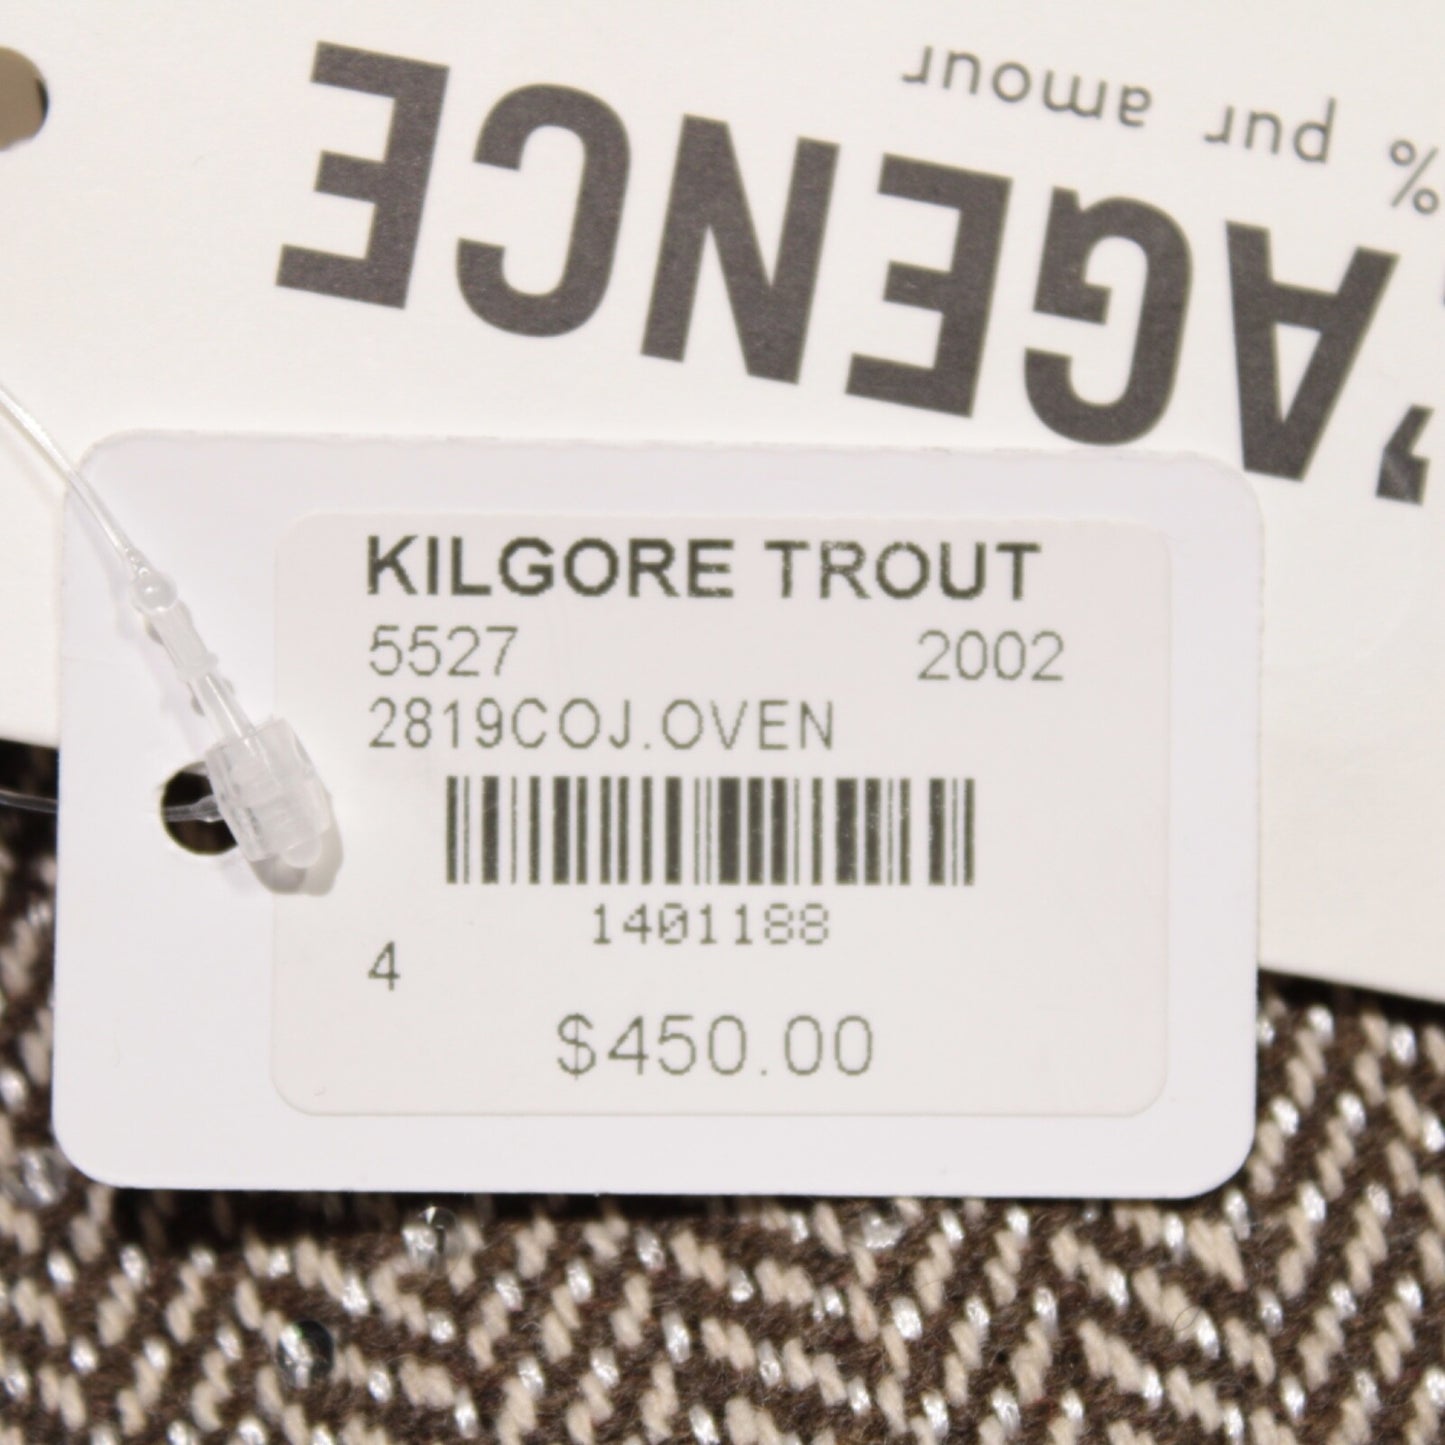 % pur amour
'AGENCE
KILGORE TROUT
5527 2002
2819COJ.OVEN
1401188
4
$450.00